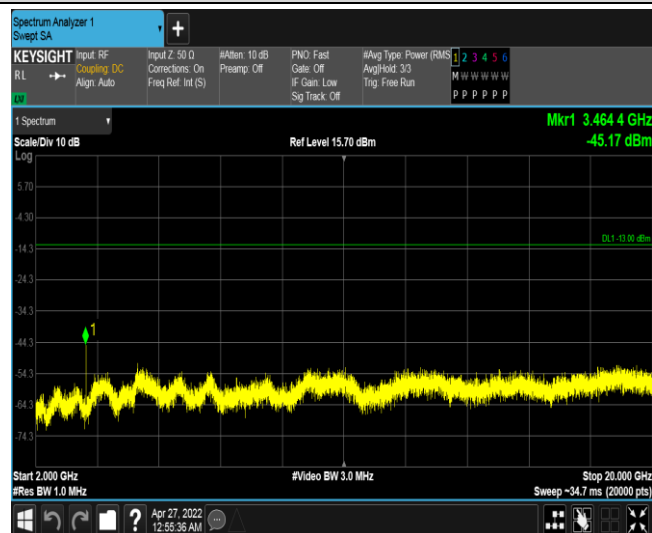 Spectrum Analyzer 1
Swept SA
+
KEYSIGHT Input: RF Input Z: 50 Ω #Atten: 10 dB PNO: Fast #Avg Type: Power (RMS 1 2 3 4 5 6
RL Coupling: DC Corrections: On Preamp: Off Gate: Off Avg|Hold: 3/3 M W W W W W
Align: Auto Freq Ref: Int (S) IF Gain: Low Trig: Free Run
Sig Track: Off P P P P P P
1 Spectrum Mkr1 3.464 4 GHz
Scale/Div 10 dB Ref Level 15.70 dBm -45.17 dBm
Log
5.70
-4.30
DL1 -13.00 dBm
-14.3
-24.3
-34.3
1
-44.3
-54.3
-64.3
-74.3
Start 2.000 GHz #Video BW 3.0 MHz Stop 20.000 GHz
#Res BW 1.0 MHz Sweep ~34.7 ms (20000 pts)
? Apr 27, 2022
12:55:36 AM